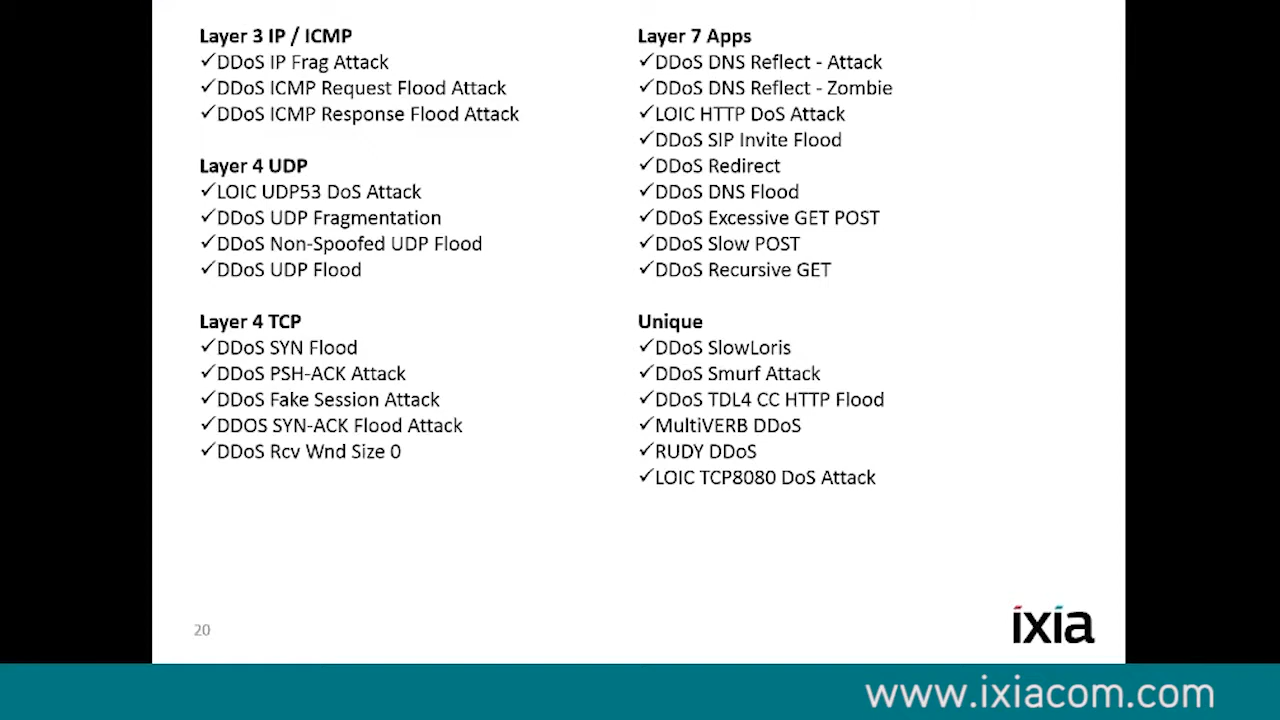 Layer 3 IP / ICMP
✓DDoS IP Frag Attack
✓DDoS ICMP Request Flood Attack
✓DDoS ICMP Response Flood Attack
Layer 4 UDP
✓LOIC UDP53 DoS Attack
✓DDoS UDP Fragmentation
✓DDoS Non-Spoofed UDP Flood
✓DDoS UDP Flood
Layer 4 TCP
✓DDoS SYN Flood
✓DDoS PSH-ACK Attack
✓DDoS Fake Session Attack
✓DDOS SYN-ACK Flood Attack
✓DDoS Rcv Wnd Size 0
Layer 7 Apps
✓DDoS DNS Reflect - Attack
✓DDoS DNS Reflect - Zombie
✓LOIC HTTP DoS Attack
✓DDoS SIP Invite Flood
✓DDoS Redirect
✓DDoS DNS Flood
✓DDoS Excessive GET POST
✓DDoS Slow POST
✓DDoS Recursive GET
Unique
✓DDoS SlowLoris
✓DDoS Smurf Attack
✓DDoS TDL4 CC HTTP Flood
✓MultiVERB DDoS
✓RUDY DDoS
✓LOIC TCP8080 DoS Attack
20
ixia
www.ixiacom.com